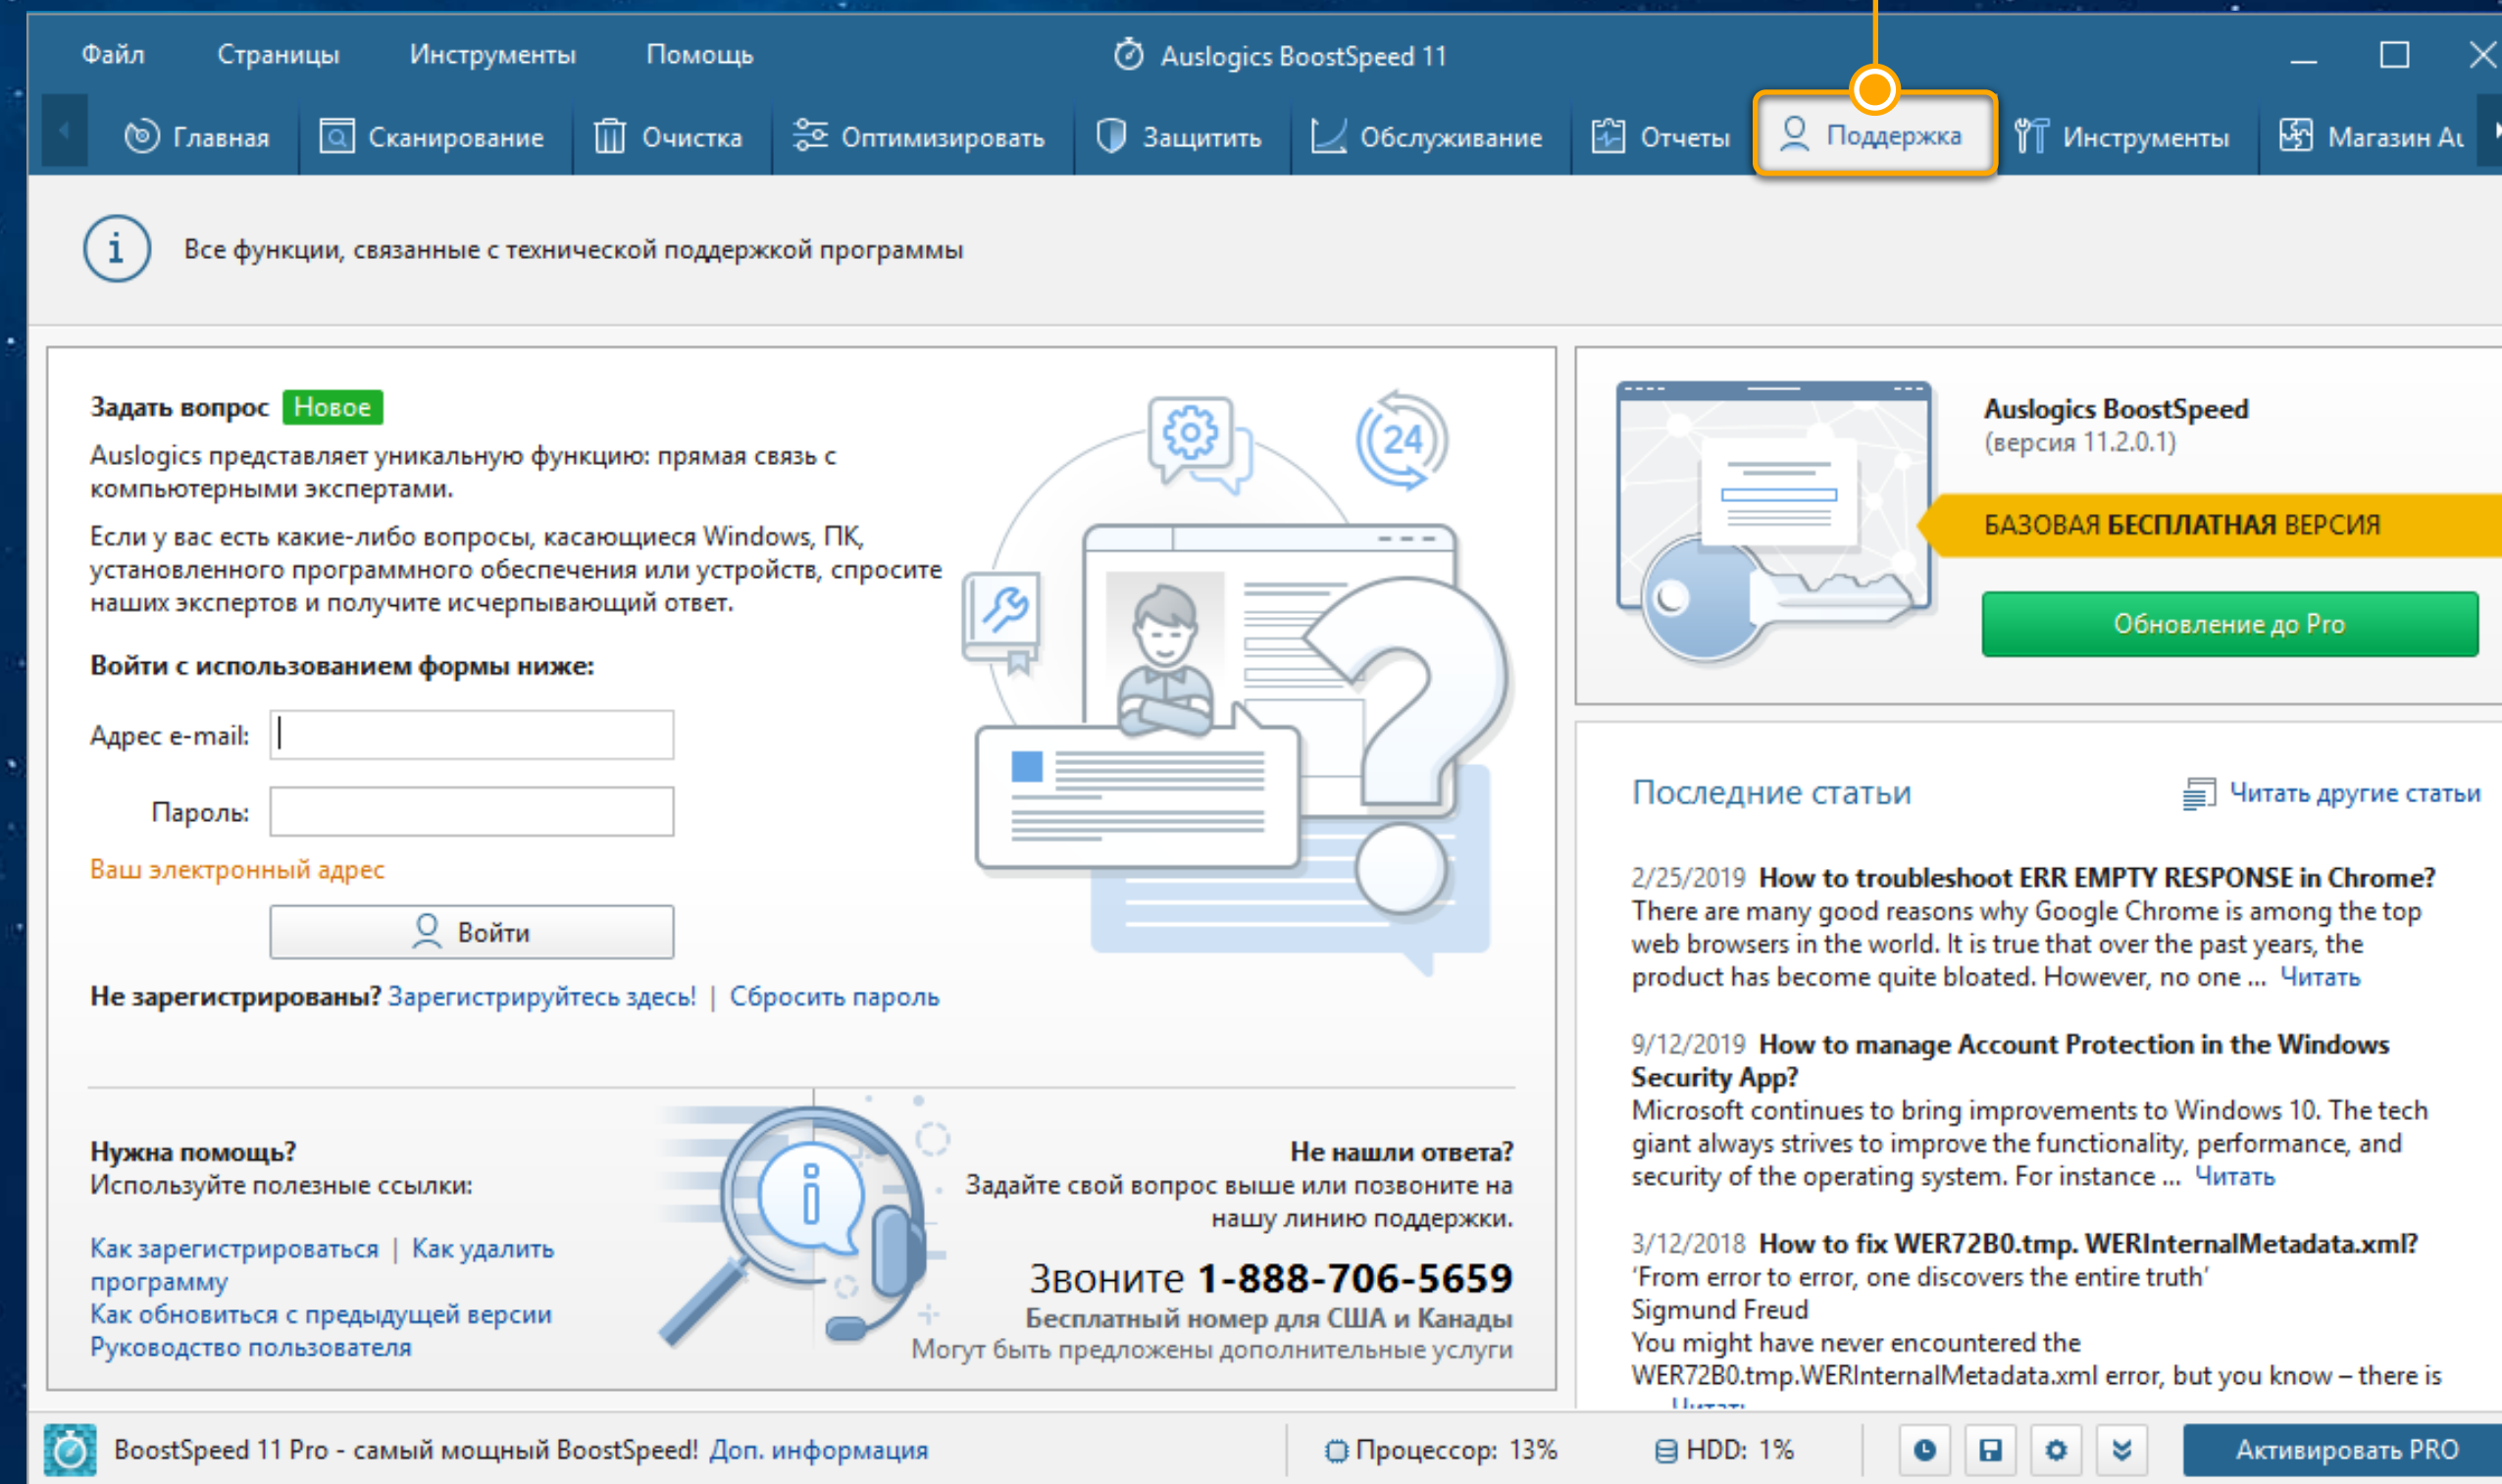 Файл Страницы Инструменты Помощь Auslogics BoostSpeed 11
Главная Сканирование Очистка Оптимизировать Защитить Обслуживание Отчеты Поддержка Инструменты Магазин
Все функции, связанные с технической поддержкой программы
Задать вопрос Новое
Auslogics представляет уникальную функцию: прямая связь с
компьютерными экспертами.
Если у вас есть какие-либо вопросы, касающиеся Windows, ПК,
установленного программного обеспечения или устройств, спросите
наших экспертов и получите исчерпывающий ответ.
Войти с использованием формы ниже:
Адрес e-mail:
Пароль:
Ваш электронный адрес
Войти
Не зарегистрированы? Зарегистрируйтесь здесь! | Сбросить пароль
24
Нужна помощь?
Используйте полезные ссылки:
Как зарегистрироваться | Как удалить
программу
Как обновиться с предыдущей версии
Руководство пользователя
Не нашли ответа?
Задайте свой вопрос выше или позвоните на
нашу линию поддержки.
Звоните 1-888-706-5659
Бесплатный номер для США и Канады
Могут быть предложены дополнительные услуги
Auslogics BoostSpeed
(версия 11.2.0.1)
БАЗОВАЯ БЕСПЛАТНАЯ ВЕРСИЯ
Обновление до Pro
Последние статьи Читать другие статьи
2/25/2019 How to troubleshoot ERR EMPTY RESPONSE in Chrome?
There are many good reasons why Google Chrome is among the top
web browsers in the world. It is true that over the past years, the
product has become quite bloated. However, no one ... Читать
9/12/2019 How to manage Account Protection in the Windows
Security App?
Microsoft continues to bring improvements to Windows 10. The tech
giant always strives to improve the functionality, performance, and
security of the operating system. For instance ... Читать
3/12/2018 How to fix WER72B0.tmp. WERInternalMetadata.xml?
‘From error to error, one discovers the entire truth’
Sigmund Freud
You might have never encountered the
WER72B0.tmp.WERInternalMetadata.xml error, but you know – there is
BoostSpeed 11 Pro - самый мощный BoostSpeed! Доп. информация Процессор: 13% HDD: 1% Активировать PRO